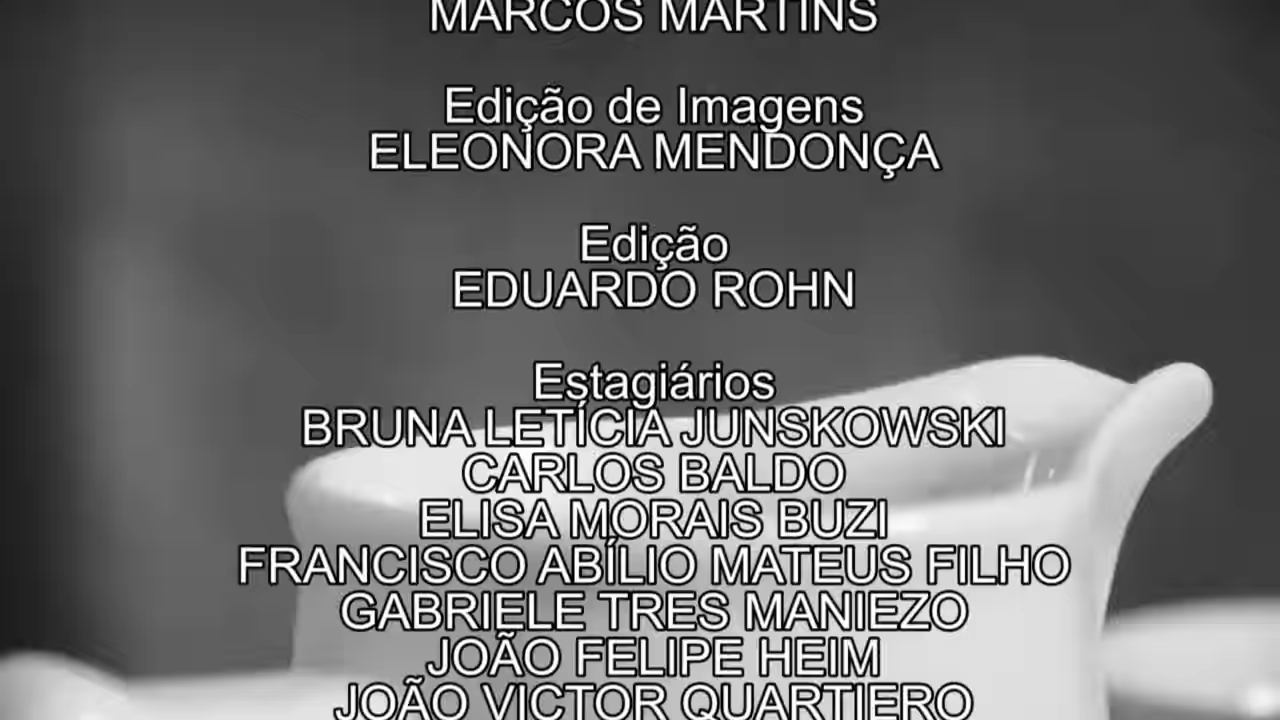 MARCOS MARTINS
Edição de Imagens
ELEONORA MENDONÇA
Edição
EDUARDO ROHN
Estagiários
BRUNA LETÍCIA JUNSKOWSKI
CARLOS BALDO
ELISA MORAIS BUZI
FRANCISCO ABÍLIO MATEUS FILHO
GABRIELE TRES MANIEZO
JOÃO FELIPE HEIM
JOÃO VICTOR QUARTIERO